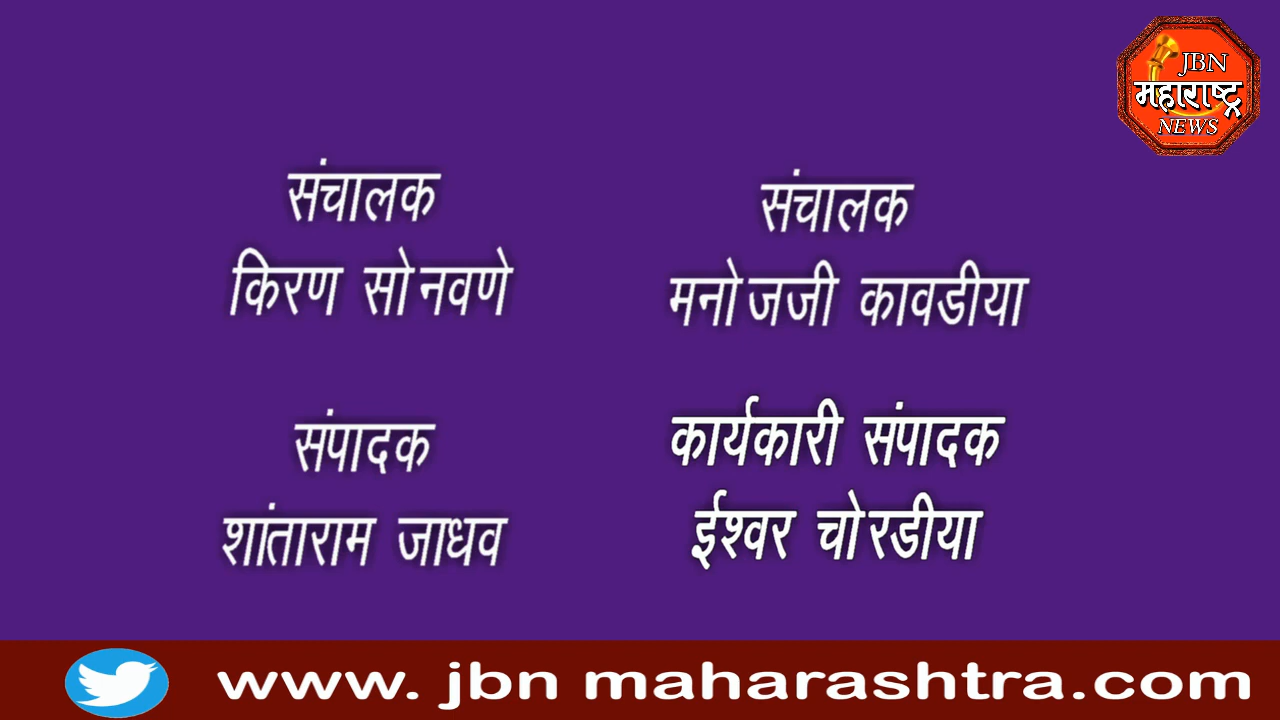 JBN
महाराष्ट्र
NEWS
संचालक
किरण सोनवणे
संचालक
मनोजजी कावडीया
संपादक
शांताराम जाधव
कार्यकारी संपादक
ईश्वर चोरडीया
www. jbn maharashtra.com